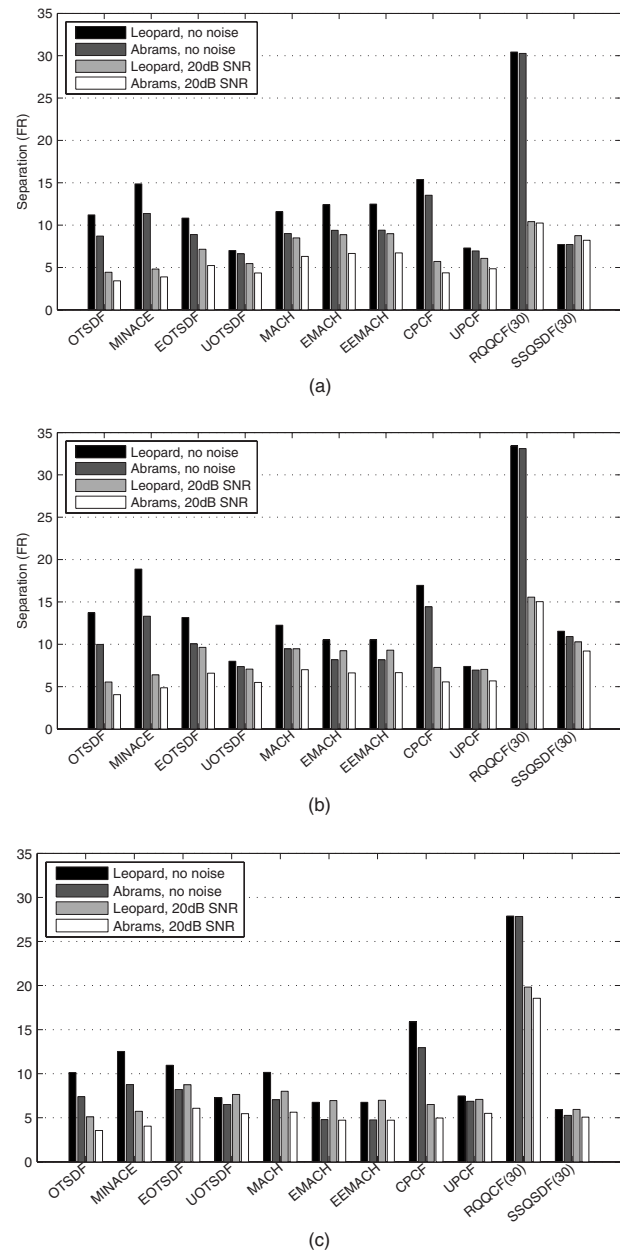 Leopard, no noise
Abrams, no noise
Leopard, 20dB SNR
Abrams, 20dB SNR
35
30
25
20
15
10
5
0
Separation (FR)
OTSDF
MINACE
EOTSDF
UOTSDF
MACH
EMACH
EEMACH
CPCF
UPCF
RQQCF(30)
SSQSDF(30)
(a)
Leopard, no noise
Abrams, no noise
Leopard, 20dB SNR
Abrams, 20dB SNR
35
30
25
20
15
10
5
0
Separation (FR)
OTSDF
MINACE
EOTSDF
UOTSDF
MACH
EMACH
EEMACH
CPCF
UPCF
RQQCF(30)
SSQSDF(30)
(b)
Leopard, no noise
Abrams, no noise
Leopard, 20dB SNR
Abrams, 20dB SNR
35
30
25
20
15
10
5
0
OTSDF
MINACE
EOTSDF
UOTSDF
MACH
EMACH
EEMACH
CPCF
UPCF
RQQCF(30)
SSQSDF(30)
(c)